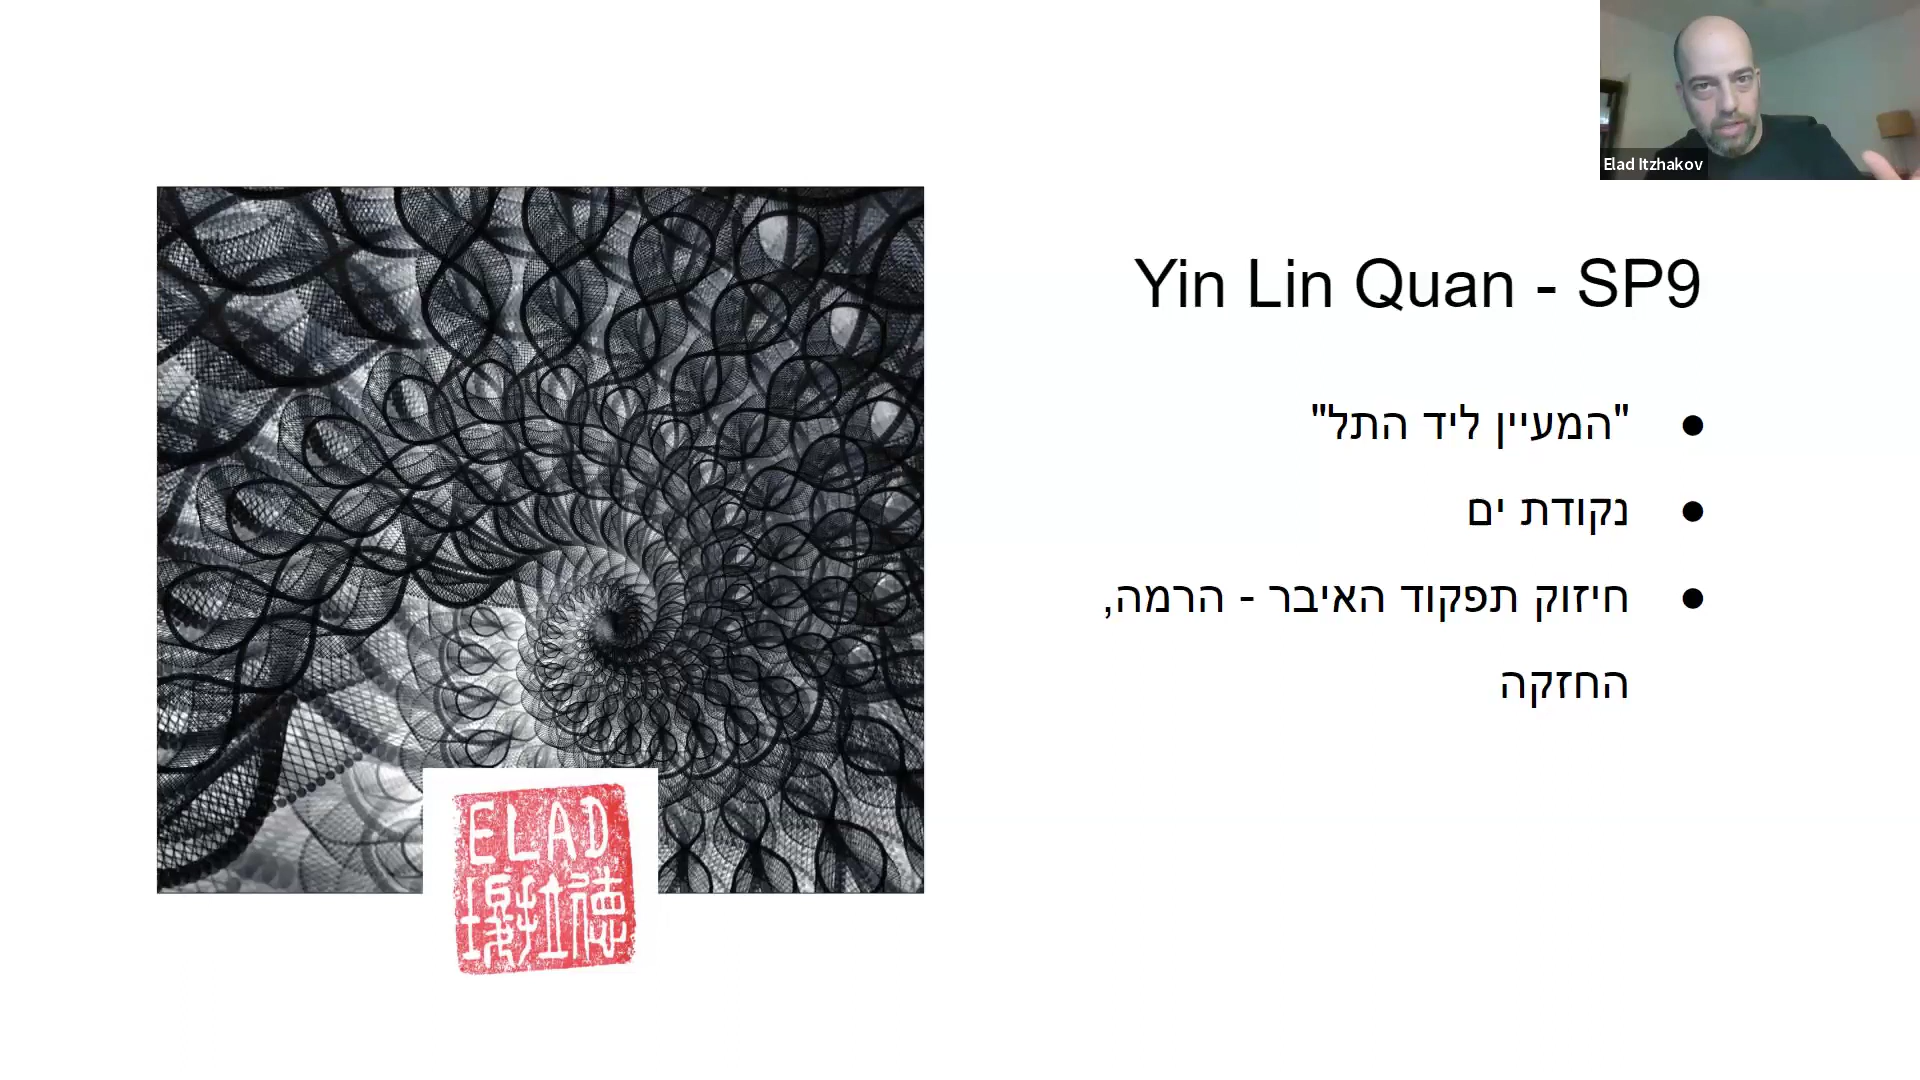 Elad Itzhakov
Yin Lin Quan - SP9
● "המעיין ליד התל"
● נקודת ים
● חיזוק תפקוד האיבר - הרמה,
החזקה
ELAD